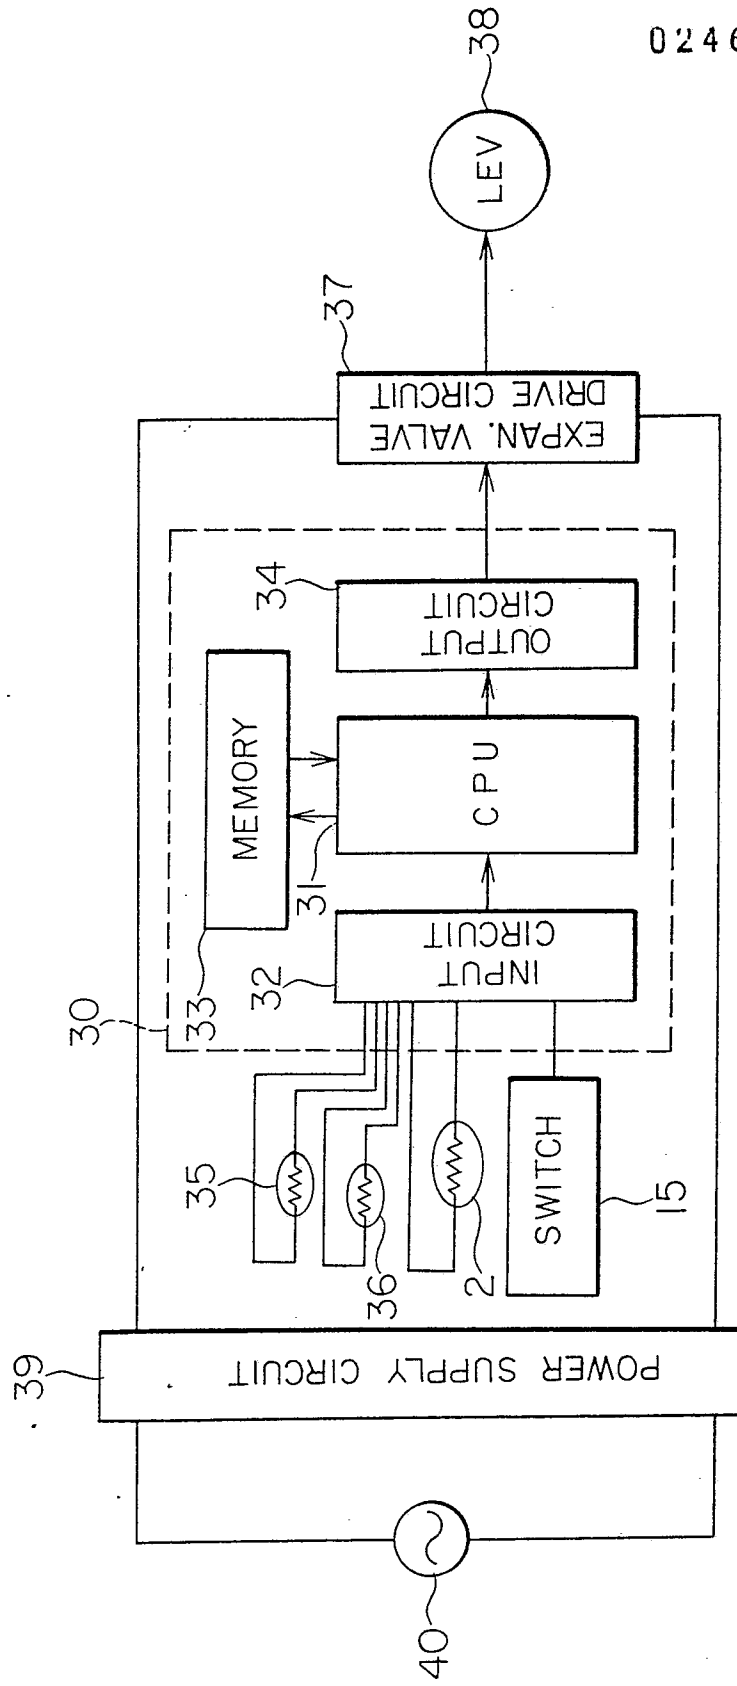 0246
38
LEV
37
EXPAN. VALVE
DRIVE CIRCUIT
34
OUTPUT
CIRCUIT
MEMORY
33
31
CPU
32
INPUT
CIRCUIT
30
35
36
2
SWITCH
15
39
POWER SUPPLY CIRCUIT
40